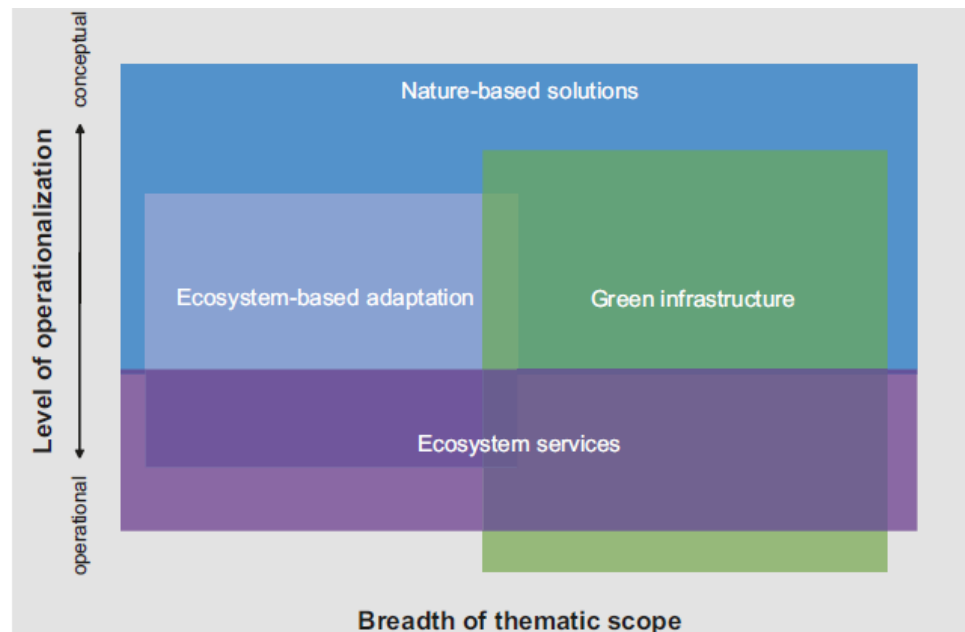 conceptual
Nature-based solutions
Level of operationalization
Ecosystem-based adaptation
Green infrastructure
Ecosystem services
operational
Breadth of thematic scope